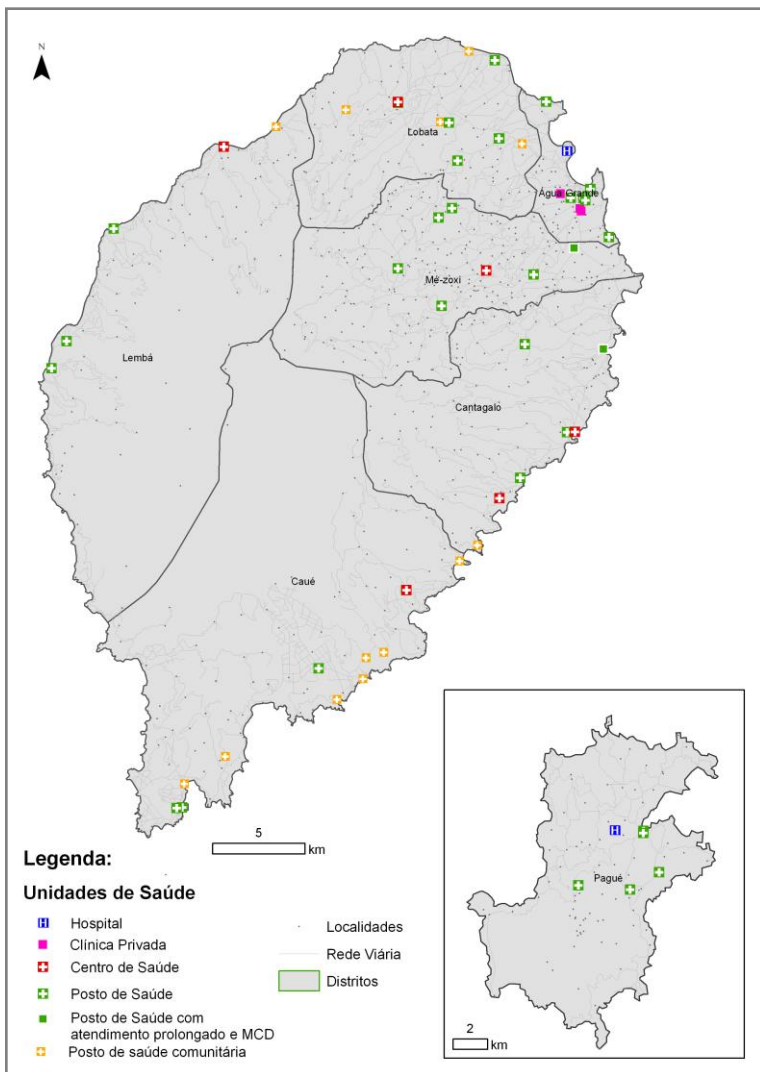 N
Lobata
Água Grande
Mé-zoxi
Lembá
Cantagalo
Caué
5
km
H
H
Pagué
2
km
Legenda:
Unidades de Saúde
H Hospital
Clínica Privada
Centro de Saúde
Posto de Saúde
Posto de Saúde com
atendimento prolongado e MCD
Posto de saúde comunitária
Localidades
Rede Viária
Distritos